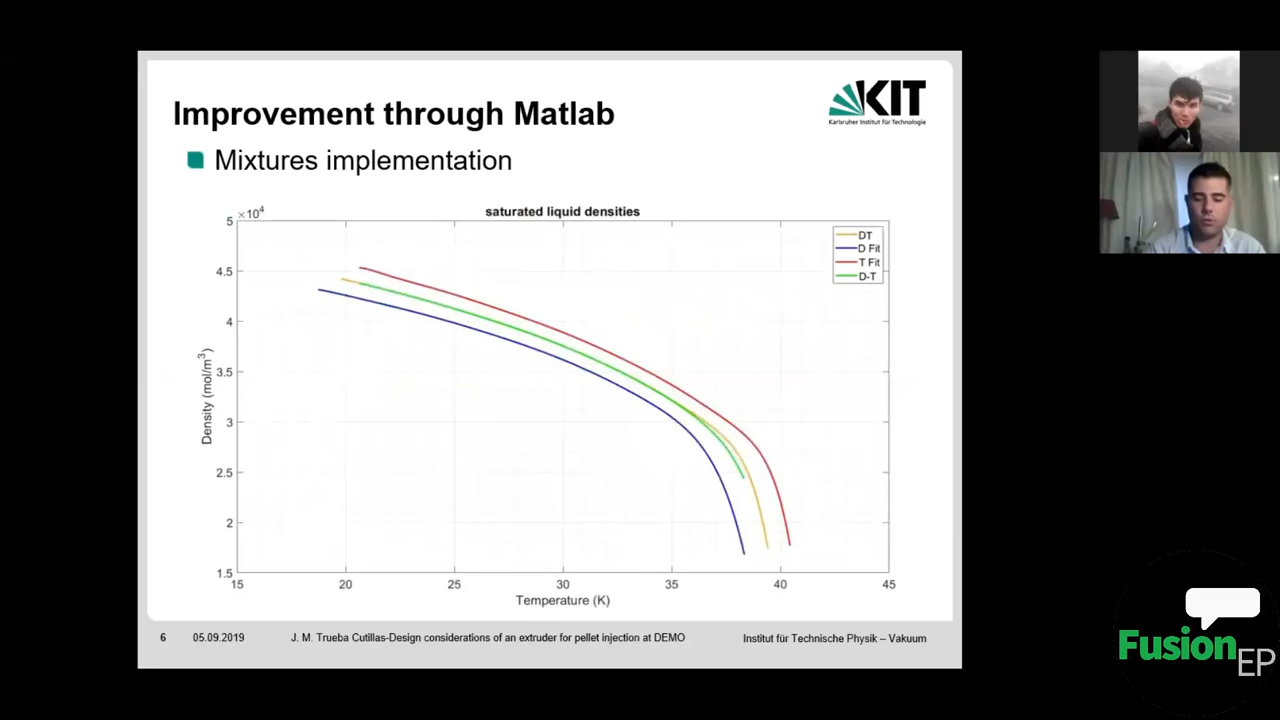 Improvement through Matlab
KIT
Karlsruher Institut für Technologie
Mixtures implementation
saturated liquid densities
×10⁴
5
4.5
4
3.5
3
2.5
2
1.5
Density (mol/m³)
15
20
25
30
35
40
45
Temperature (K)
DT
D Fit
T Fit
D-T
6
05.09.2019
J. M. Trueba Cutillas-Design considerations of an extruder for pellet injection at DEMO
Institut für Technische Physik – Vakuum
Fusion
EP